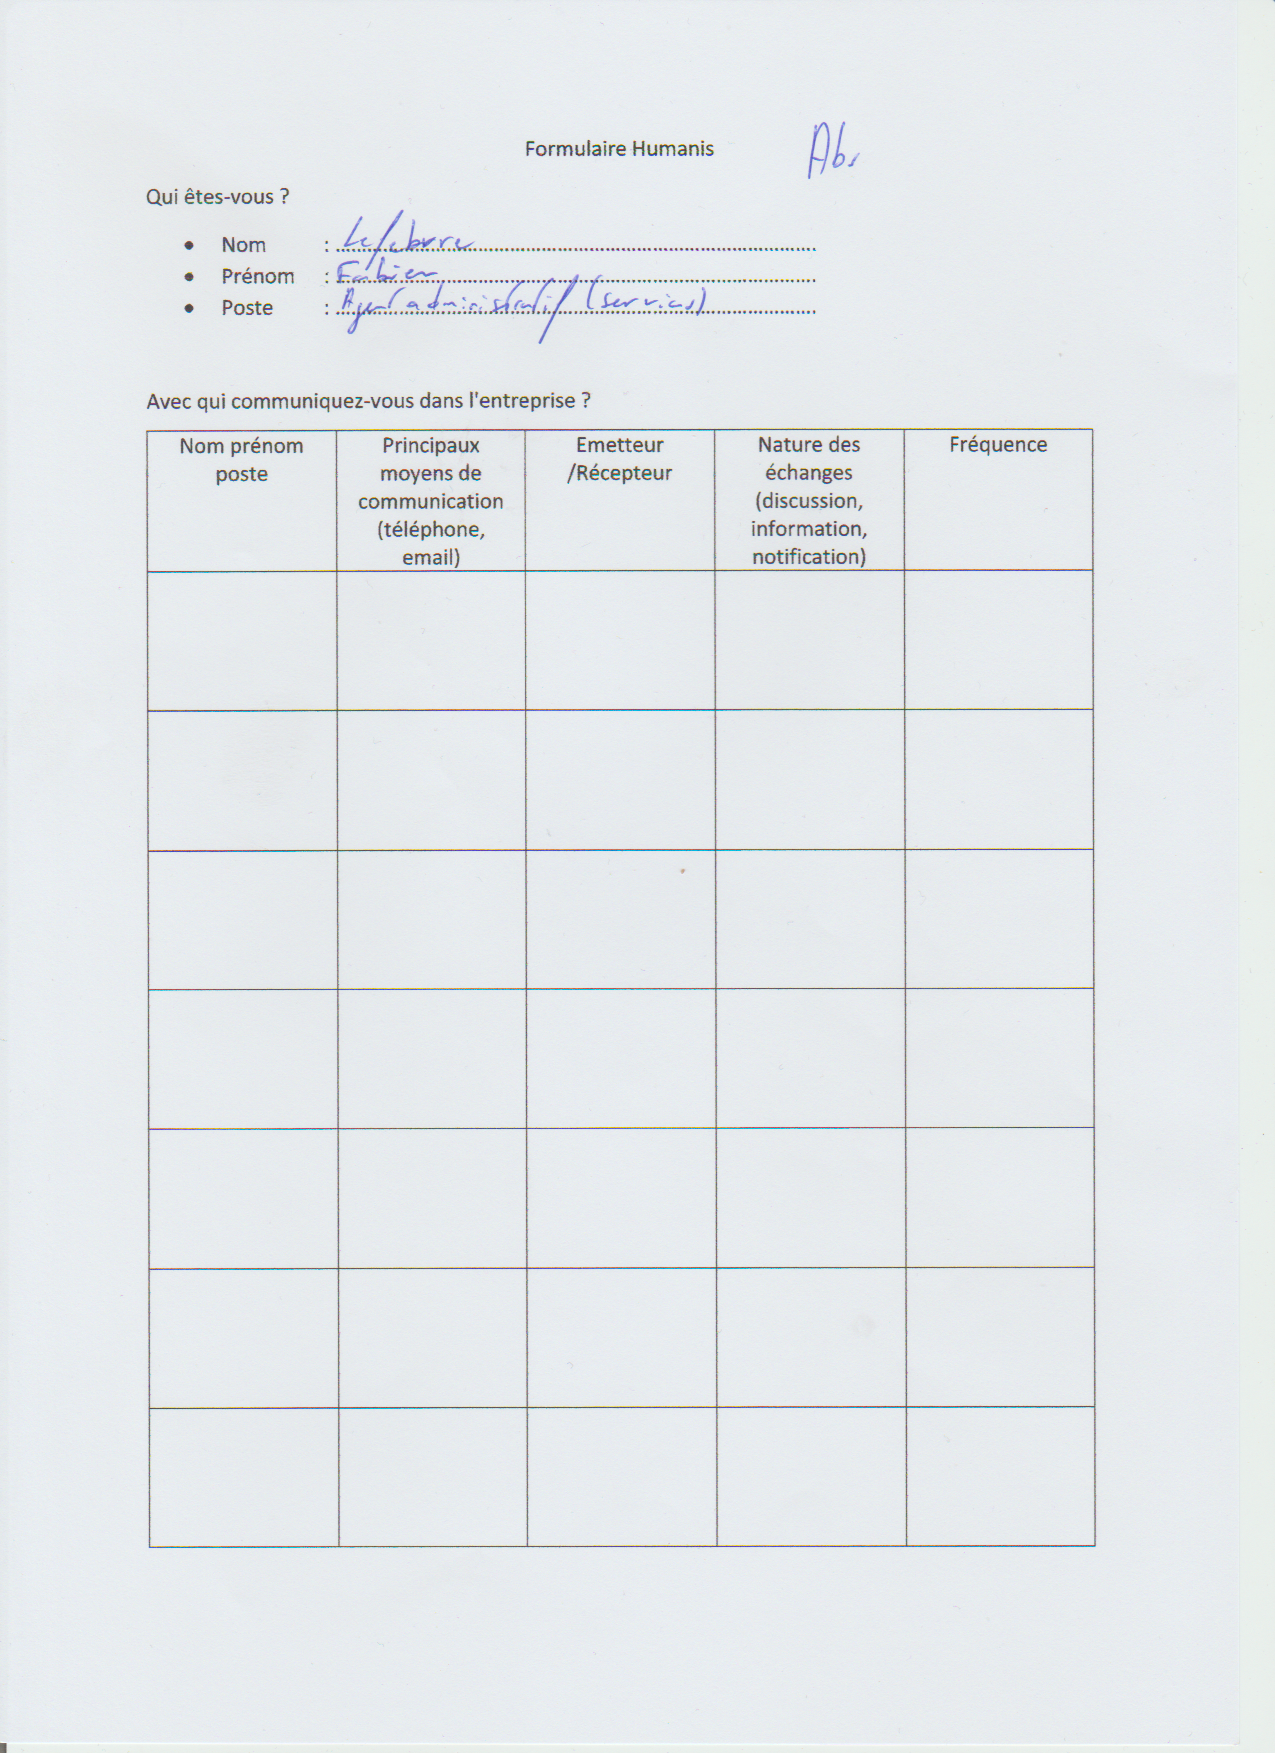 Formulaire Humanis
Abs
Qui êtes-vous ?
• Nom : Lefebvre
• Prénom : Fabien
• Poste : Agent administratif (services)
Avec qui communiquez-vous dans l'entreprise ?
Nom prénom
poste
Principaux
moyens de
communication
(téléphone,
email)
Emetteur
/Récepteur
Nature des
échanges
(discussion,
information,
notification)
Fréquence